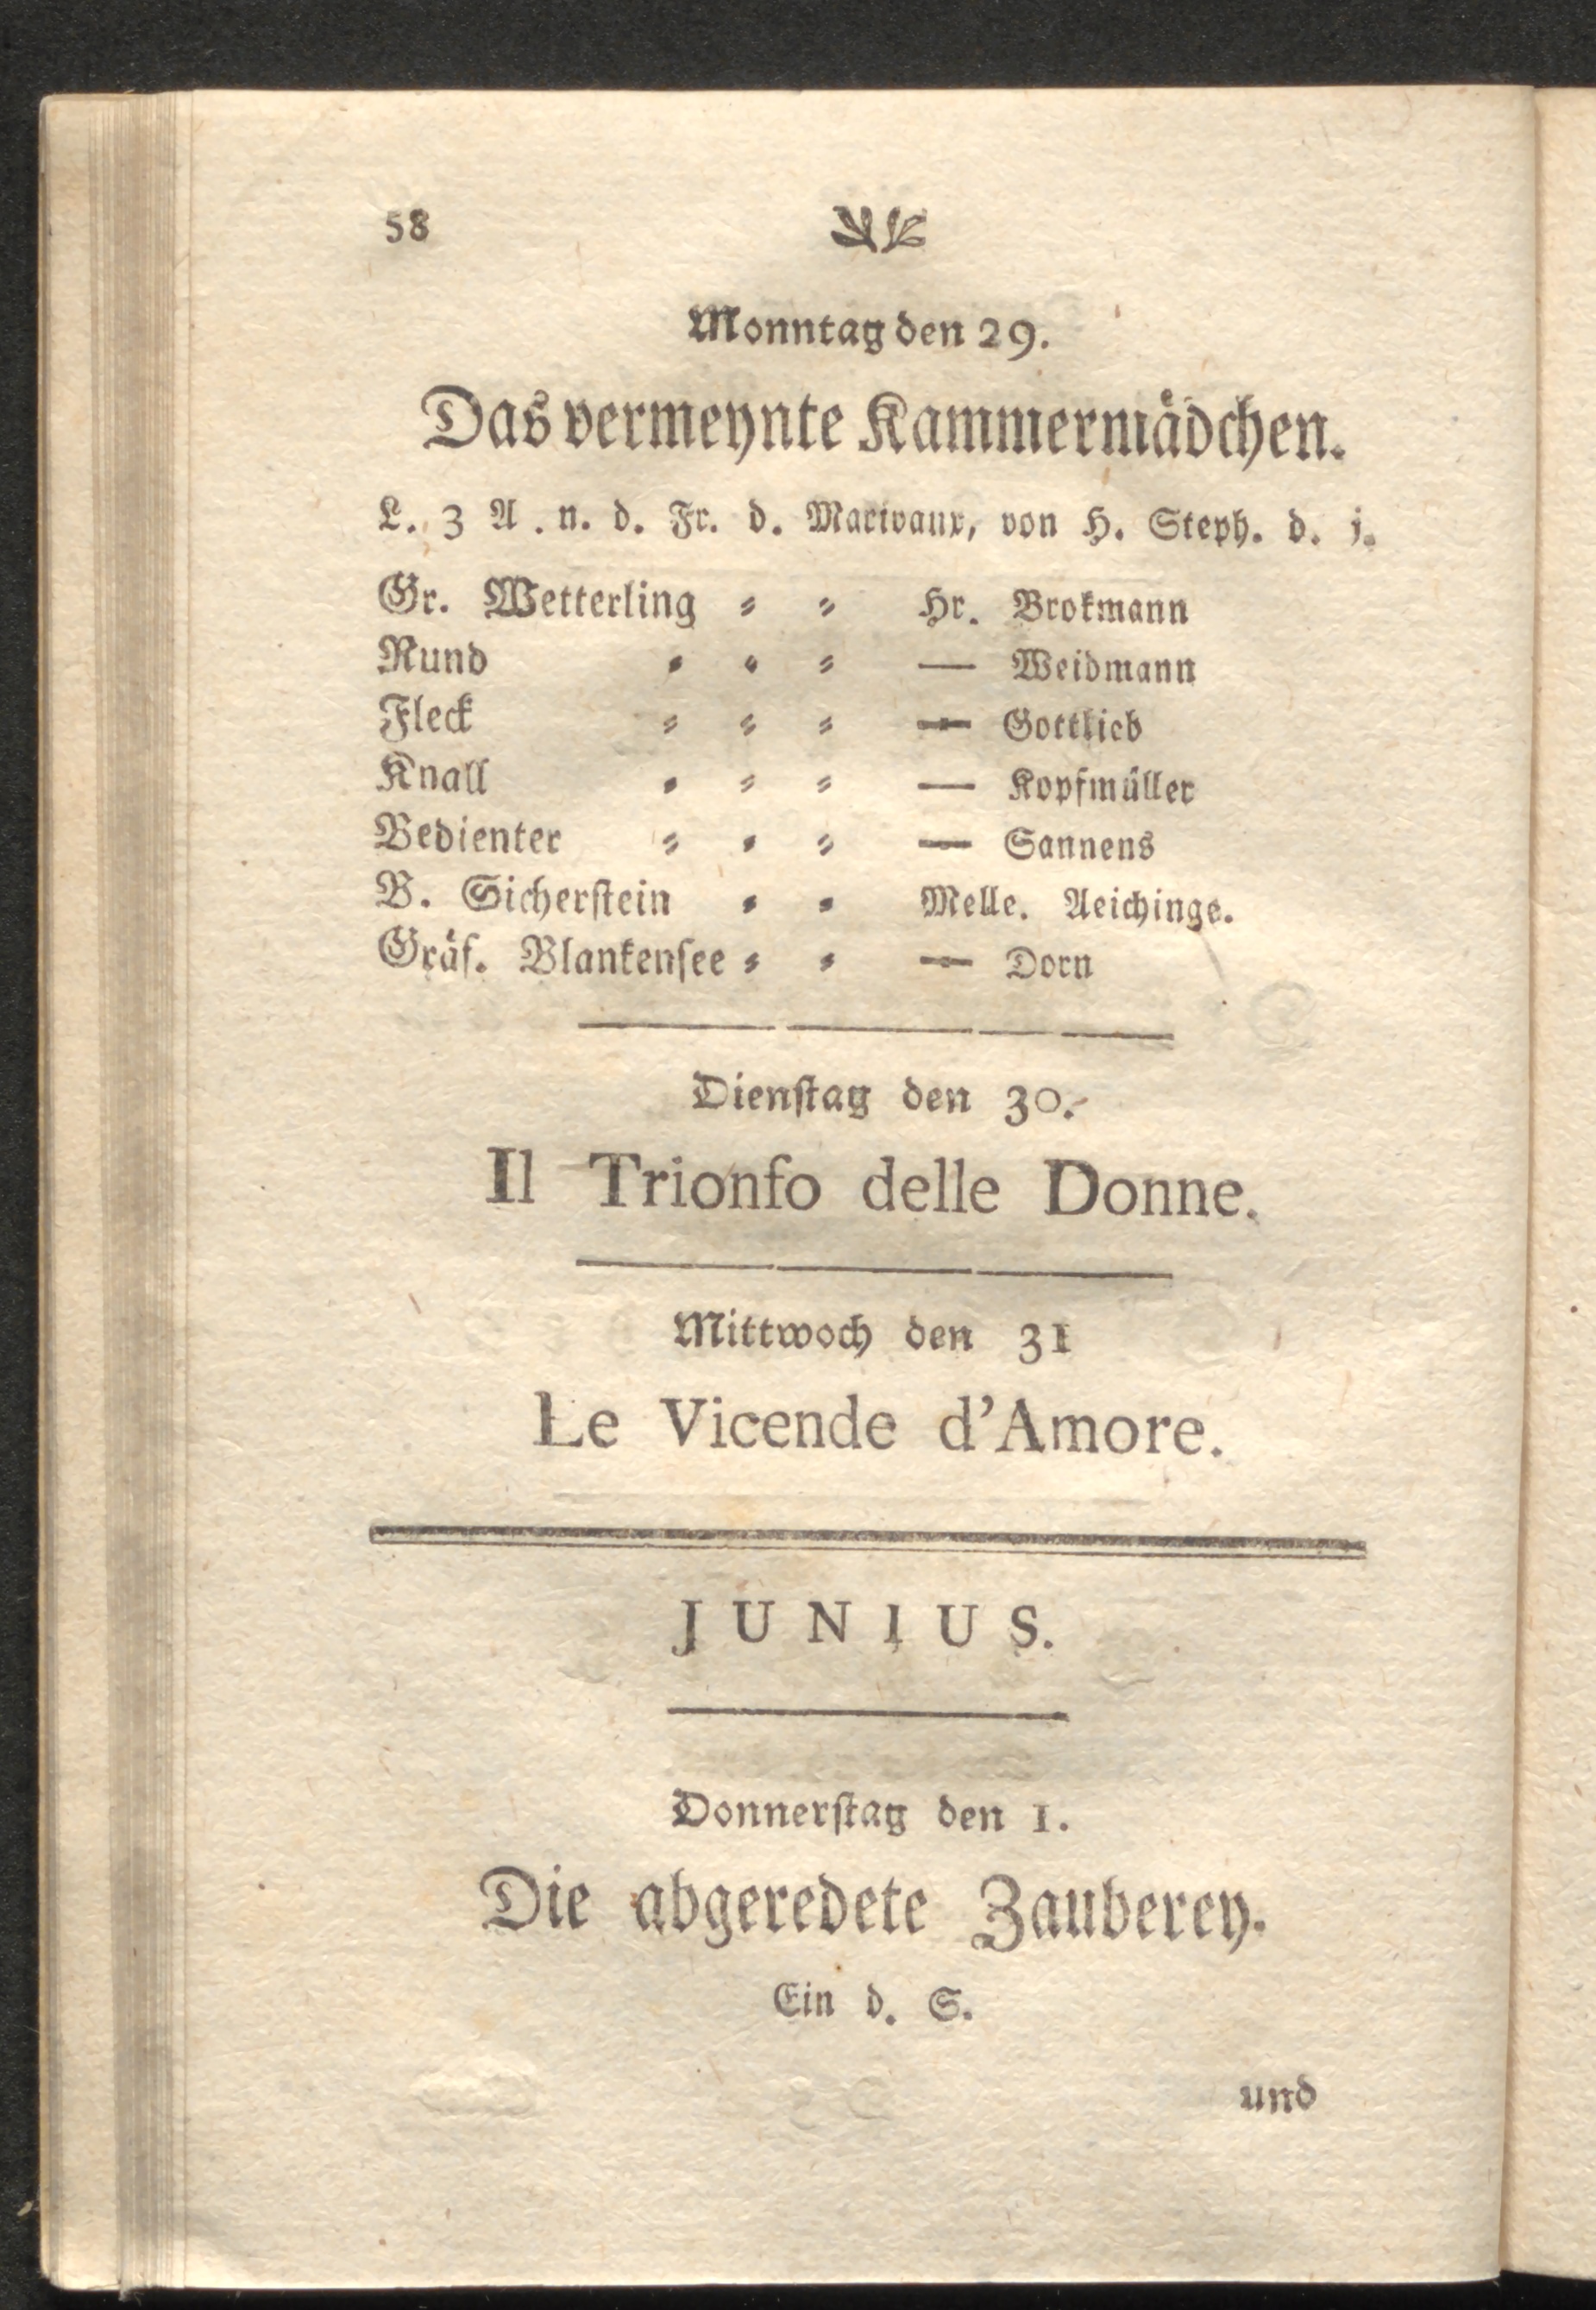 58
Monntag den 29.
Das vermeynte Kammermädchen.
L. 3 A. n. d. Fr. d. Marivaux, von H. Steph. d. j.
Gr. Wetterling = = Hr. Brokmann
Rund = = = — Weidmann
Fleck = = = — Gottlieb
Knall = = = — Kopfmüller
Bedienter = = = — Sannens
B. Sicherstein = = Melle. Aeichinge.
Gräf. Blankensee = = — Dorn
Dienstag den 30.
Il Trionfo delle Donne.
Mittwoch den 31
Le Vicende d'Amore.
JUNIUS.
Donnerstag den 1.
Die abgeredete Zauberey.
Ein d. S.
und